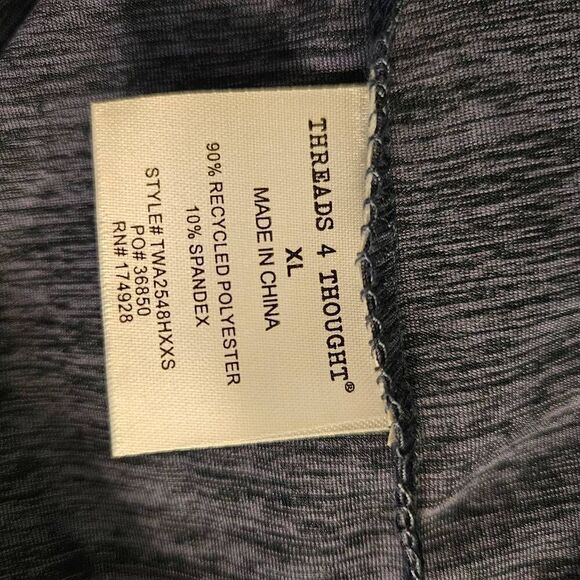 THREADS 4 THOUGHT®
XL
MADE IN CHINA
90% RECYCLED POLYESTER
10% SPANDEX
STYLE# TWA2548HXXS
PO# 36850
RN# 174928